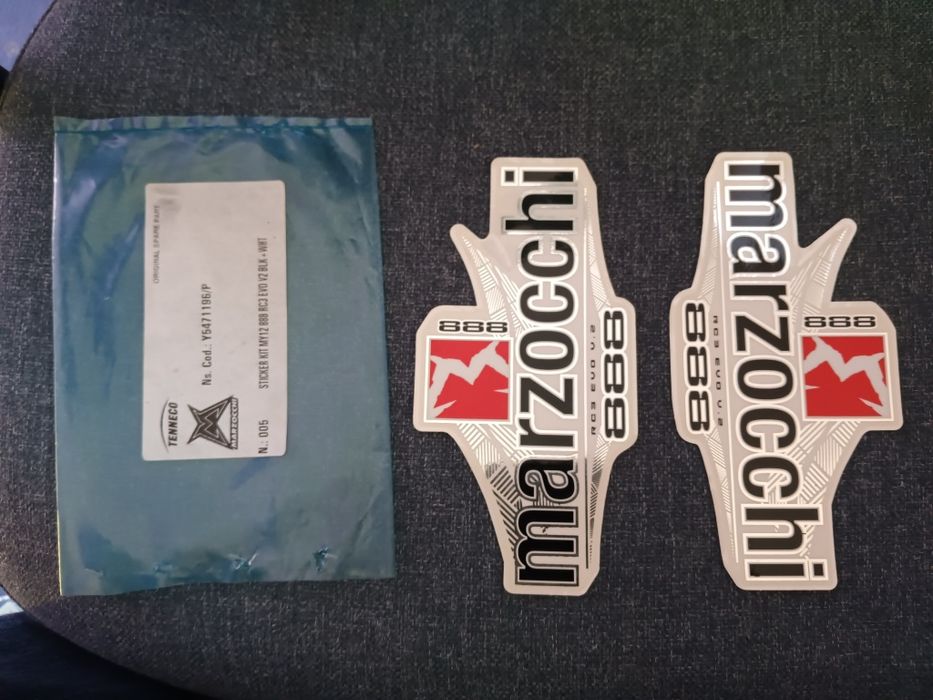 ORIGINAL SPARE PART
Ns. Cod.: Y5471196/P
TENNECO
MARZOCCHI
N.: 005
STICKER KIT MY12 888 RC3 EVO V2 BLK + WHT
888
marzocchi
RC3 EVO V.2
888
888
RC3 EVO V.2
marzocchi
888